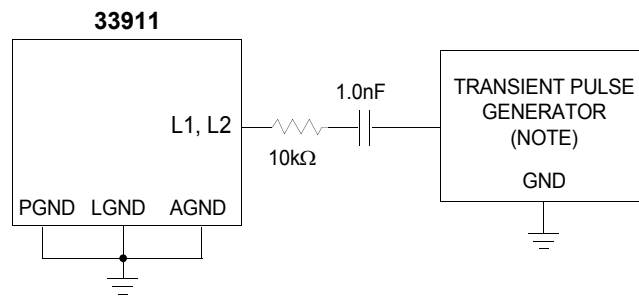 33911
L1, L2
10kΩ
1.0nF
TRANSIENT PULSE
GENERATOR
(NOTE)
GND
PGND LGND AGND